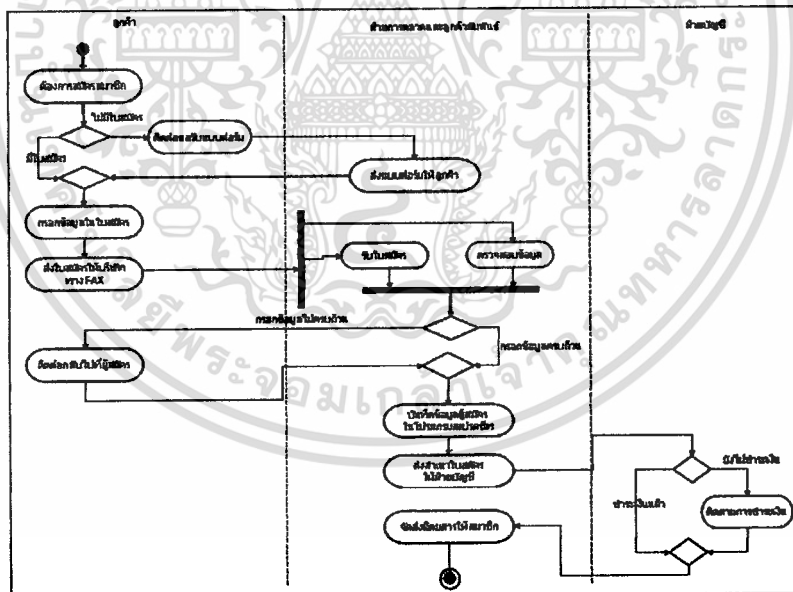 ลูกค้า
ฝ่ายการตลาดและลูกค้าสัมพันธ์
ฝ่ายบัญชี
ต้องการสมัครสมาชิก
ไม่มีใบสมัคร
ติดต่อขอรับแบบฟอร์ม
มีใบสมัคร
ส่งแบบฟอร์มให้ลูกค้า
กรอกข้อมูลในใบสมัคร
ส่งใบสมัครให้บริษัท
ทาง FAX
รับใบสมัคร
ตรวจสอบข้อมูล
กรอกข้อมูลไม่ครบถ้วน
กรอกข้อมูลครบถ้วน
ติดต่อกลับไปที่ผู้สมัคร
บันทึกข้อมูลผู้สมัคร
ในโปรแกรมสเปรดชีตร
ส่งสำเนาใบสมัคร
ให้ฝ่ายบัญชี
ยังไม่ชำระเงิน
ชำระเงินแล้ว
ติดตามการชำระเงิน
จัดส่งนิตยสารให้สมาชิก